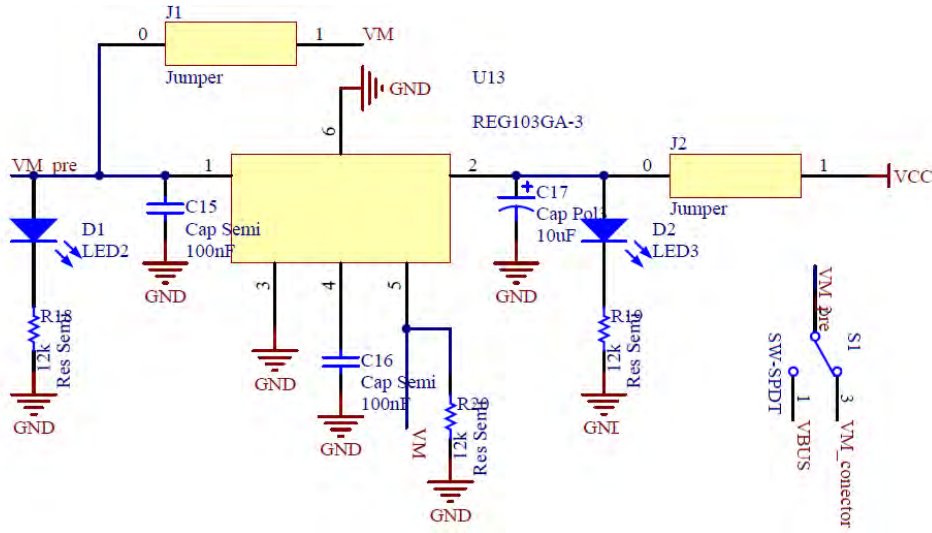 J1
0
1
VM
Jumper
GND
U13
6
REG103GA-3
J2
VM_pre
1
2
0
1
VCC
C15
Cap Semi
100nF
C17
Cap Pol3
10uF
Jumper
D1
LED2
D2
LED3
GND
3
4
5
GND
R18
12k
Res Semi
C16
Cap Semi
100nF
GND
R19
12k
Res Semi
VM_pre
S1
SW-SPDT
1
3
VBUS
VM_conector
GND
GND
VM
R20
12k
Res Semi
GND
GND